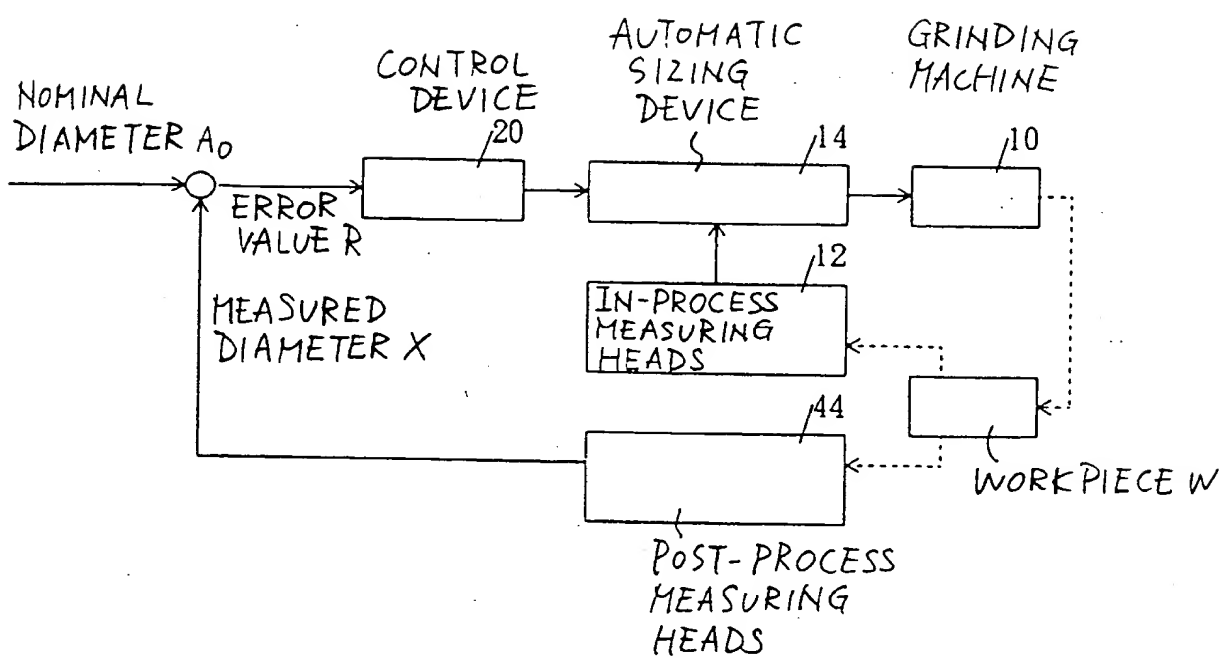 NOMINAL
DIAMETER A0
CONTROL
DEVICE
20
AUTOMATIC
SIZING
DEVICE
14
GRINDING
MACHINE
10
ERROR
VALUE R
MEASURED
DIAMETER X
12
IN-PROCESS
MEASURING
HEADS
44
WORKPIECE W
POST-PROCESS
MEASURING
HEADS